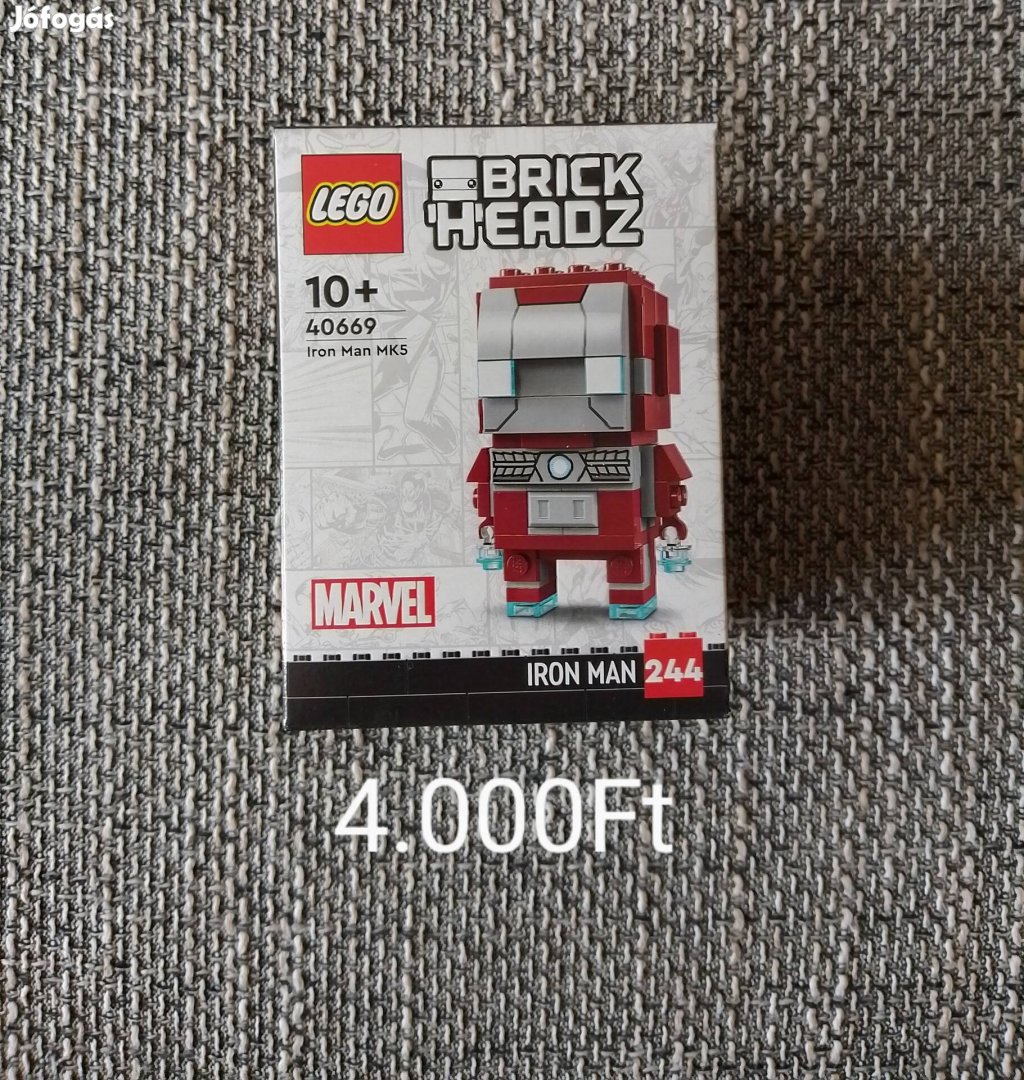 Jófogás
LEGO
BRICK
HEADZ
10+
40669
Iron Man MK5
MARVEL
IRON MAN 244
4.000Ft